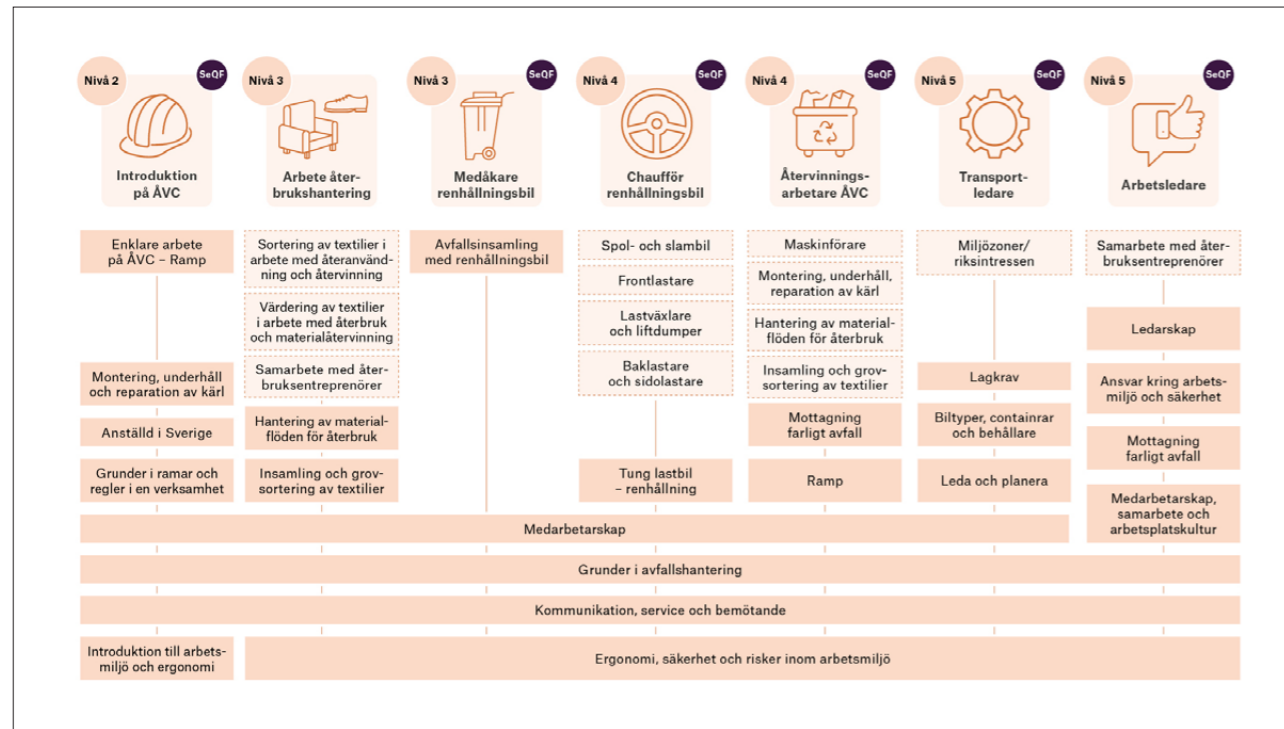 Nivå 2
SeQF
Introduktion
på ÅVC
Nivå 3
Arbete åter-
brukshantering
Nivå 3
SeQF
Medåkare
renhållningsbil
Nivå 4
SeQF
Chaufför
renhållningsbil
Nivå 4
SeQF
Återvinnings-
arbetare ÅVC
Nivå 5
SeQF
Transport-
ledare
Nivå 5
SeQF
Arbetsledare
Enklare arbete
på ÅVC – Ramp
Montering, underhåll
och reparation av kärl
Anställd i Sverige
Grunder i ramar och
regler i en verksamhet
Sortering av textilier i
arbete med återanvänd-
ning och återvinning
Värdering av textilier
i arbete med återbruk
och materialåtervinning
Samarbete med åter-
bruksentreprenörer
Hantering av material-
flöden för återbruk
Insamling och grov-
sortering av textilier
Avfallsinsamling
med renhållningsbil
Spol- och slambil
Frontlastare
Lastväxlare
och liftdumper
Baklastare
och sidolastare
Tung lastbil
– renhållning
Maskinförare
Montering, underhåll,
reparation av kärl
Hantering av material-
flöden för återbruk
Insamling och grov-
sortering av textilier
Mottagning
farligt avfall
Ramp
Miljözoner/
riksintressen
Lagkrav
Biltyper, containrar
och behållare
Leda och planera
Samarbete med åter-
bruksentreprenörer
Ledarskap
Ansvar kring arbets-
miljö och säkerhet
Mottagning
farligt avfall
Medarbetarskap,
samarbete och
arbetsplatskultur
Medarbetarskap
Grunder i avfallshantering
Kommunikation, service och bemötande
Introduktion till arbets-
miljö och ergonomi
Ergonomi, säkerhet och risker inom arbetsmiljö